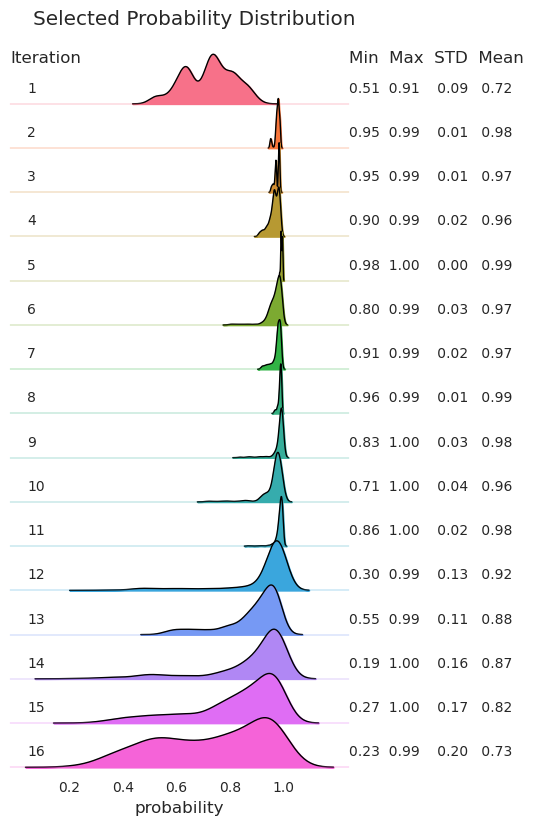 Selected Probability Distribution
Iteration Min Max STD Mean
1 0.51 0.91 0.09 0.72
2 0.95 0.99 0.01 0.98
3 0.95 0.99 0.01 0.97
4 0.90 0.99 0.02 0.96
5 0.98 1.00 0.00 0.99
6 0.80 0.99 0.03 0.97
7 0.91 0.99 0.02 0.97
8 0.96 0.99 0.01 0.99
9 0.83 1.00 0.03 0.98
10 0.71 1.00 0.04 0.96
11 0.86 1.00 0.02 0.98
12 0.30 0.99 0.13 0.92
13 0.55 0.99 0.11 0.88
14 0.19 1.00 0.16 0.87
15 0.27 1.00 0.17 0.82
16 0.23 0.99 0.20 0.73
0.2 0.4 0.6 0.8 1.0
probability